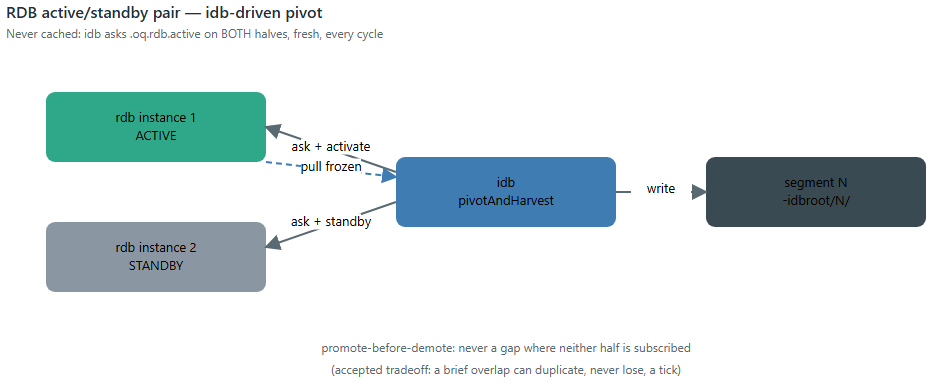 RDB active/standby pair — idb-driven pivot
Never cached: idb asks .oq.rdb.active on BOTH halves, fresh, every cycle
rdb instance 1
ACTIVE
ask + activate
pull frozen
idb
pivotAndHarvest
write
segment N
-idbroot/N/
ask + standby
rdb instance 2
STANDBY
promote-before-demote: never a gap where neither half is subscribed
(accepted tradeoff: a brief overlap can duplicate, never lose, a tick)